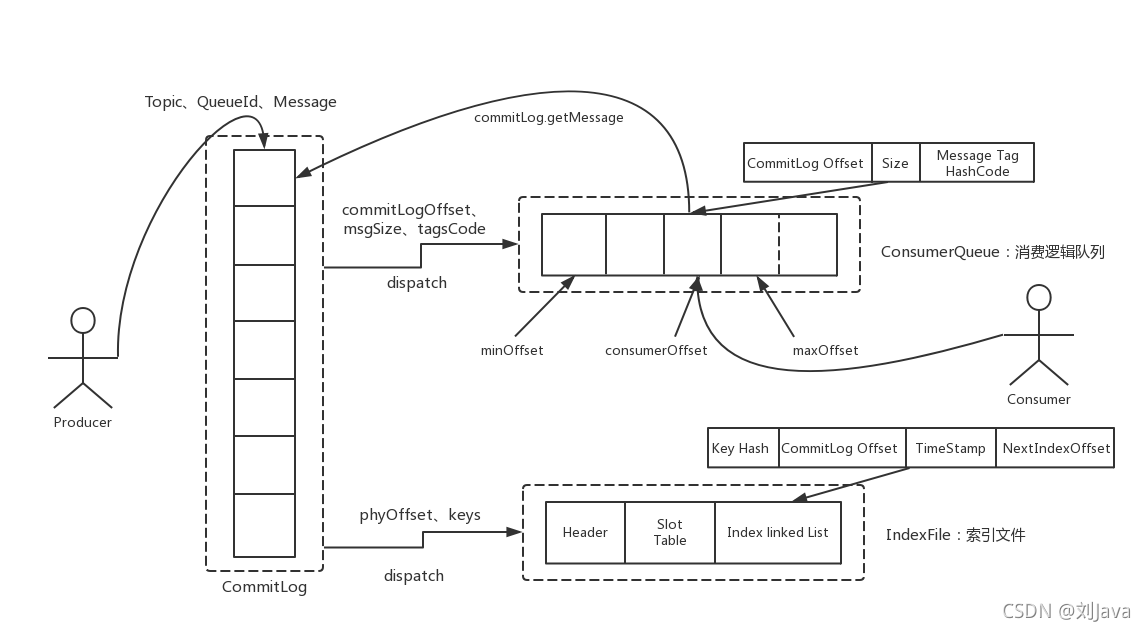 Topic、QueueId、Message
commitLog.getMessage
CommitLog Offset
Size
Message Tag
HashCode
commitLogOffset、
msgSize、tagsCode
dispatch
ConsumerQueue：消费逻辑队列
minOffset
consumerOffset
maxOffset
Producer
Consumer
Key Hash
CommitLog Offset
TimeStamp
NextIndexOffset
phyOffset、keys
dispatch
Header
Slot
Table
Index linked List
IndexFile：索引文件
CommitLog
CSDN @刘Java